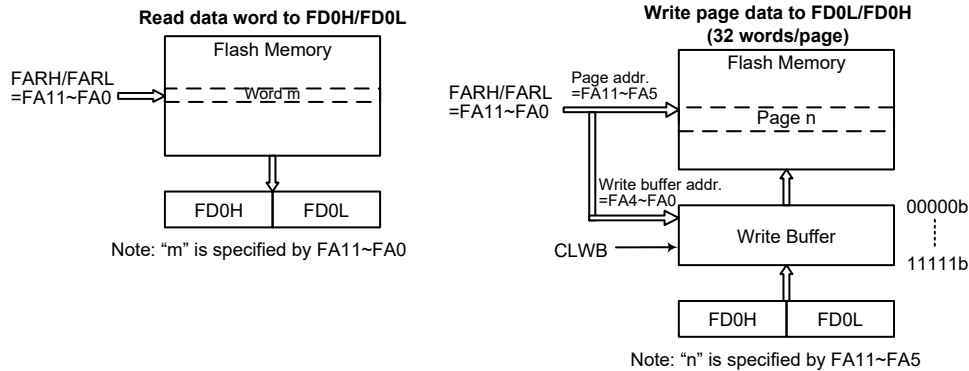 Read data word to FD0H/FD0L
Flash Memory
FARH/FARL
=FA11~FA0
Word m
FD0H
FD0L
Note: “m” is specified by FA11~FA0
Write page data to FD0L/FD0H
(32 words/page)
Flash Memory
FARH/FARL
=FA11~FA0
Page addr.
=FA11~FA5
Page n
Write buffer addr.
=FA4~FA0
CLWB
Write Buffer
00000b
11111b
FD0H
FD0L
Note: “n” is specified by FA11~FA5